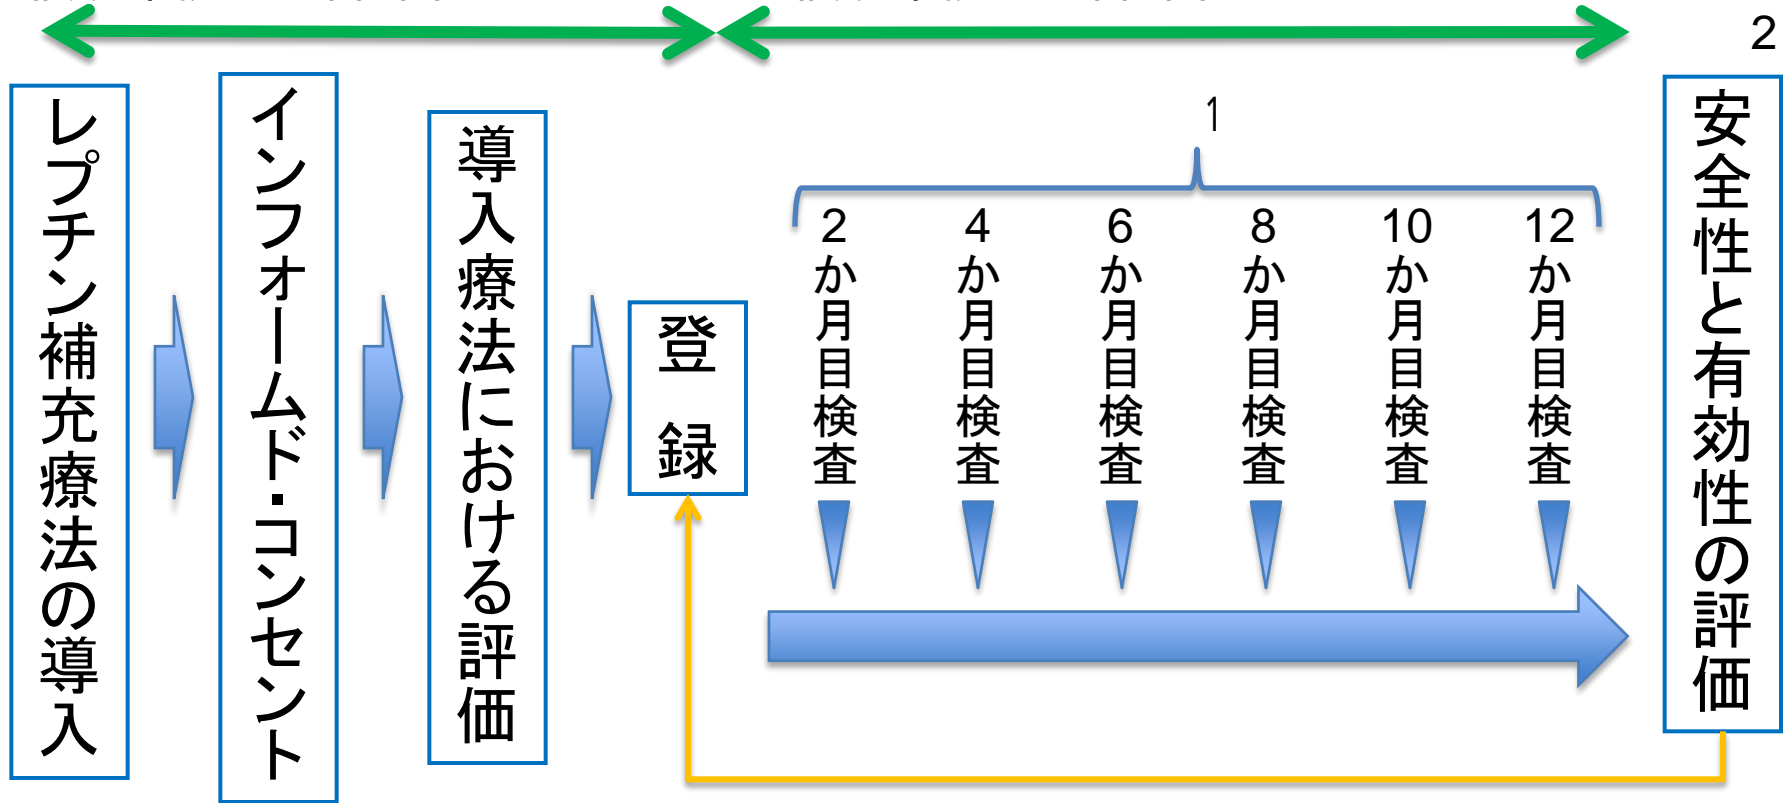 2
レプチン補充療法の導入
インフォームド・コンセント
導入療法における評価
登録
1
2か月目検査
4か月目検査
6か月目検査
8か月目検査
10か月目検査
12か月目検査
安全性と有効性の評価